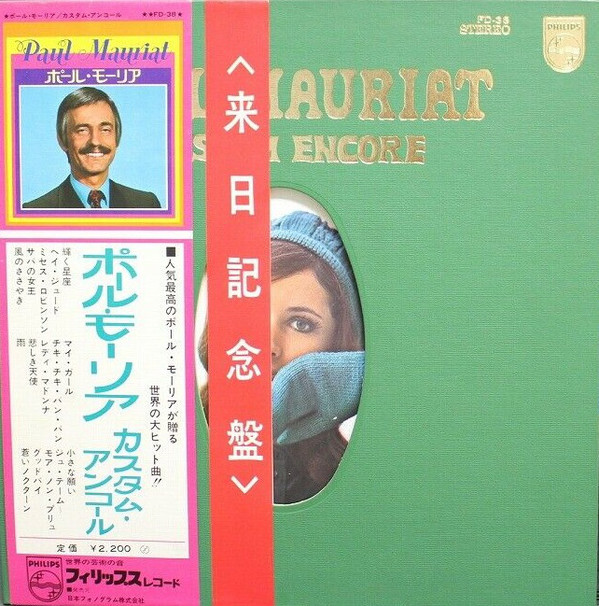 ★ポール・モーリア/カスタム・アンコール ★★FD-38★
Paul Mauriat
ポール・モーリア
■人気最高のポール・モーリアが贈る
世界の大ヒット曲!!
ポール・モーリア
カスタム・
アンコール
輝く星座
ヘイ・ジュード
ミセス・ロビンソン
サバの女王
風のささやき
マイ・ガール
チキ・チキ・バン・バン
レディ・マドンナ
悲しき天使
雨
小さな願い
ジュ・テーム…
モア・ノン・プリュ
グッドバイ
蒼いノクターン
定価 ¥2,200
PHILIPS
世界の芸術の音
フィリップスレコード
■発売元
日本フォノグラム株式会社
<来日記念盤>
FD-38
STEREO
PHILIPS
MAURIAT
ENCORE